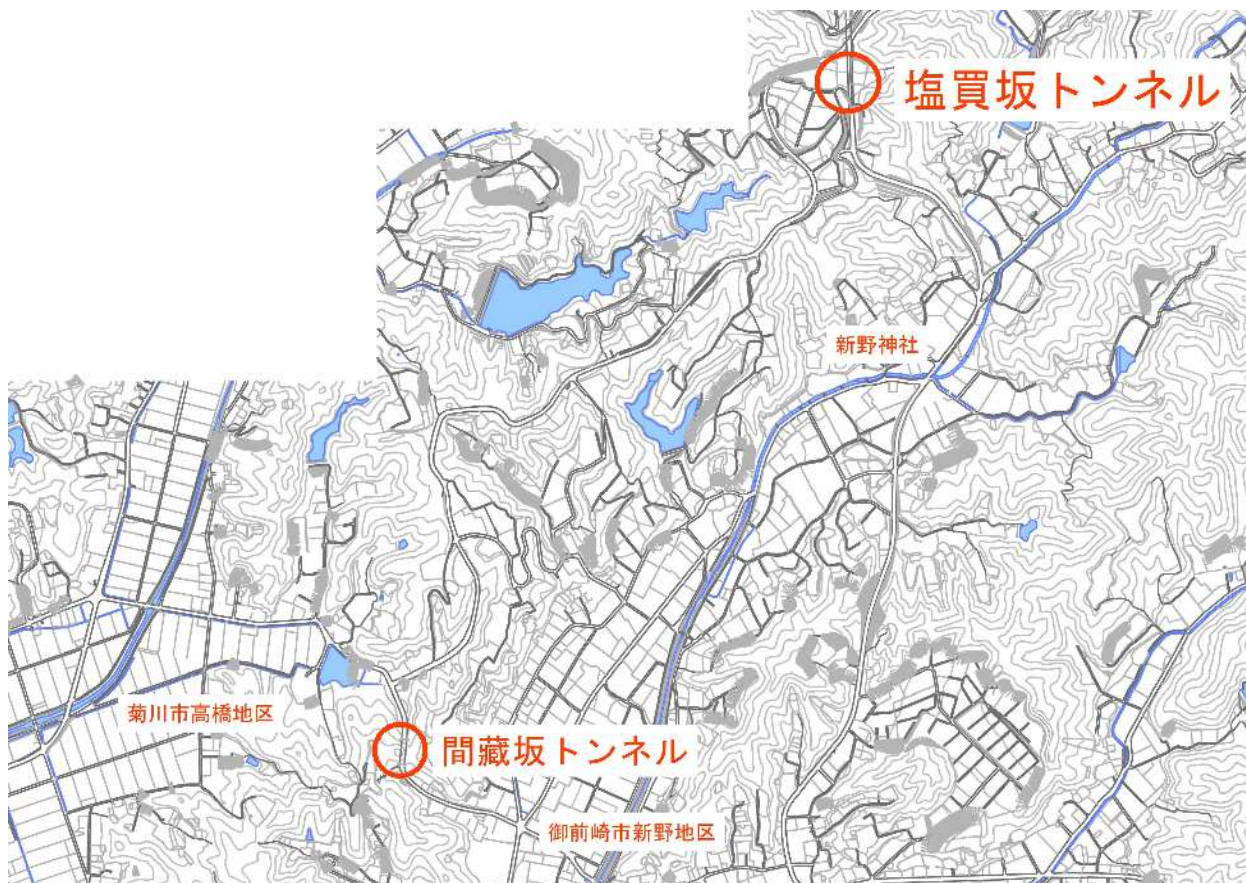 塩買坂トンネル
新野神社
菊川市高橋地区
間藏坂トンネル
御前崎市新野地区